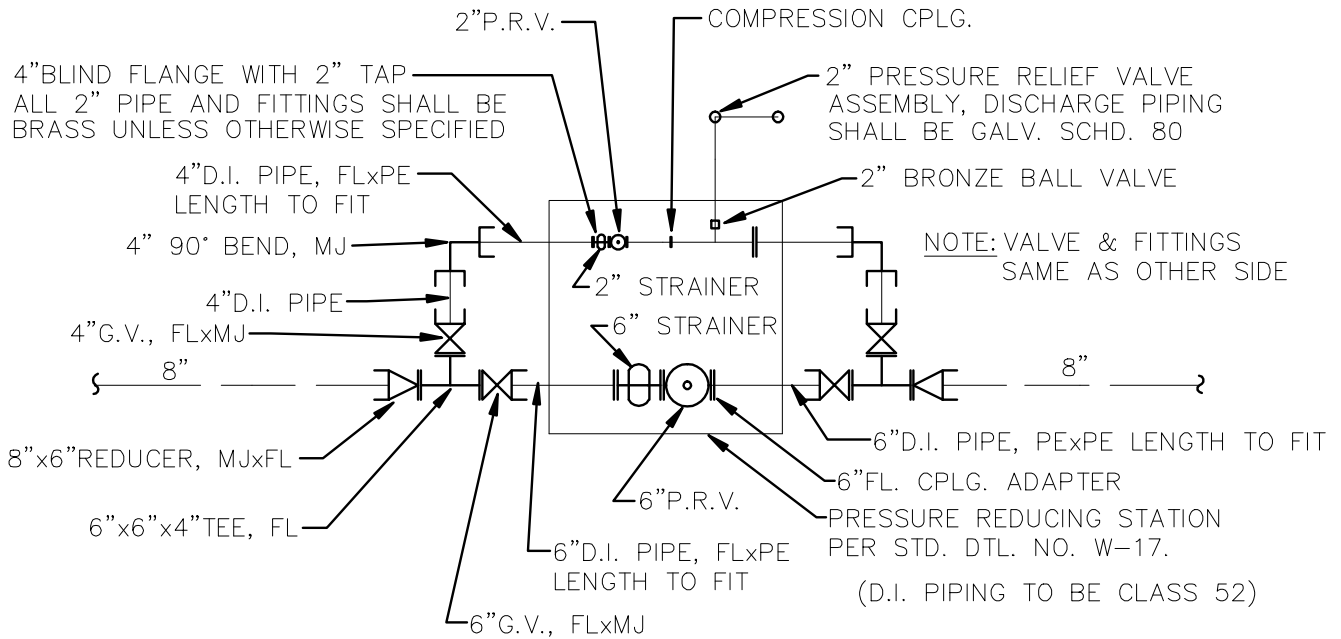 2"P.R.V.
COMPRESSION CPLG.
4"BLIND FLANGE WITH 2" TAP
ALL 2" PIPE AND FITTINGS SHALL BE
BRASS UNLESS OTHERWISE SPECIFIED
2" PRESSURE RELIEF VALVE
ASSEMBLY, DISCHARGE PIPING
SHALL BE GALV. SCHD. 80
4"D.I. PIPE, FLxPE
LENGTH TO FIT
2" BRONZE BALL VALVE
4" 90° BEND, MJ
NOTE: VALVE & FITTINGS
SAME AS OTHER SIDE
2" STRAINER
4"D.I. PIPE
6" STRAINER
4"G.V., FLxMJ
8"
8"
6"D.I. PIPE, PExPE LENGTH TO FIT
8"x6"REDUCER, MJxFL
6"FL. CPLG. ADAPTER
6"P.R.V.
6"x6"x4"TEE, FL
PRESSURE REDUCING STATION
PER STD. DTL. NO. W-17.
6"D.I. PIPE, FLxPE
LENGTH TO FIT
(D.I. PIPING TO BE CLASS 52)
6"G.V., FLxMJ